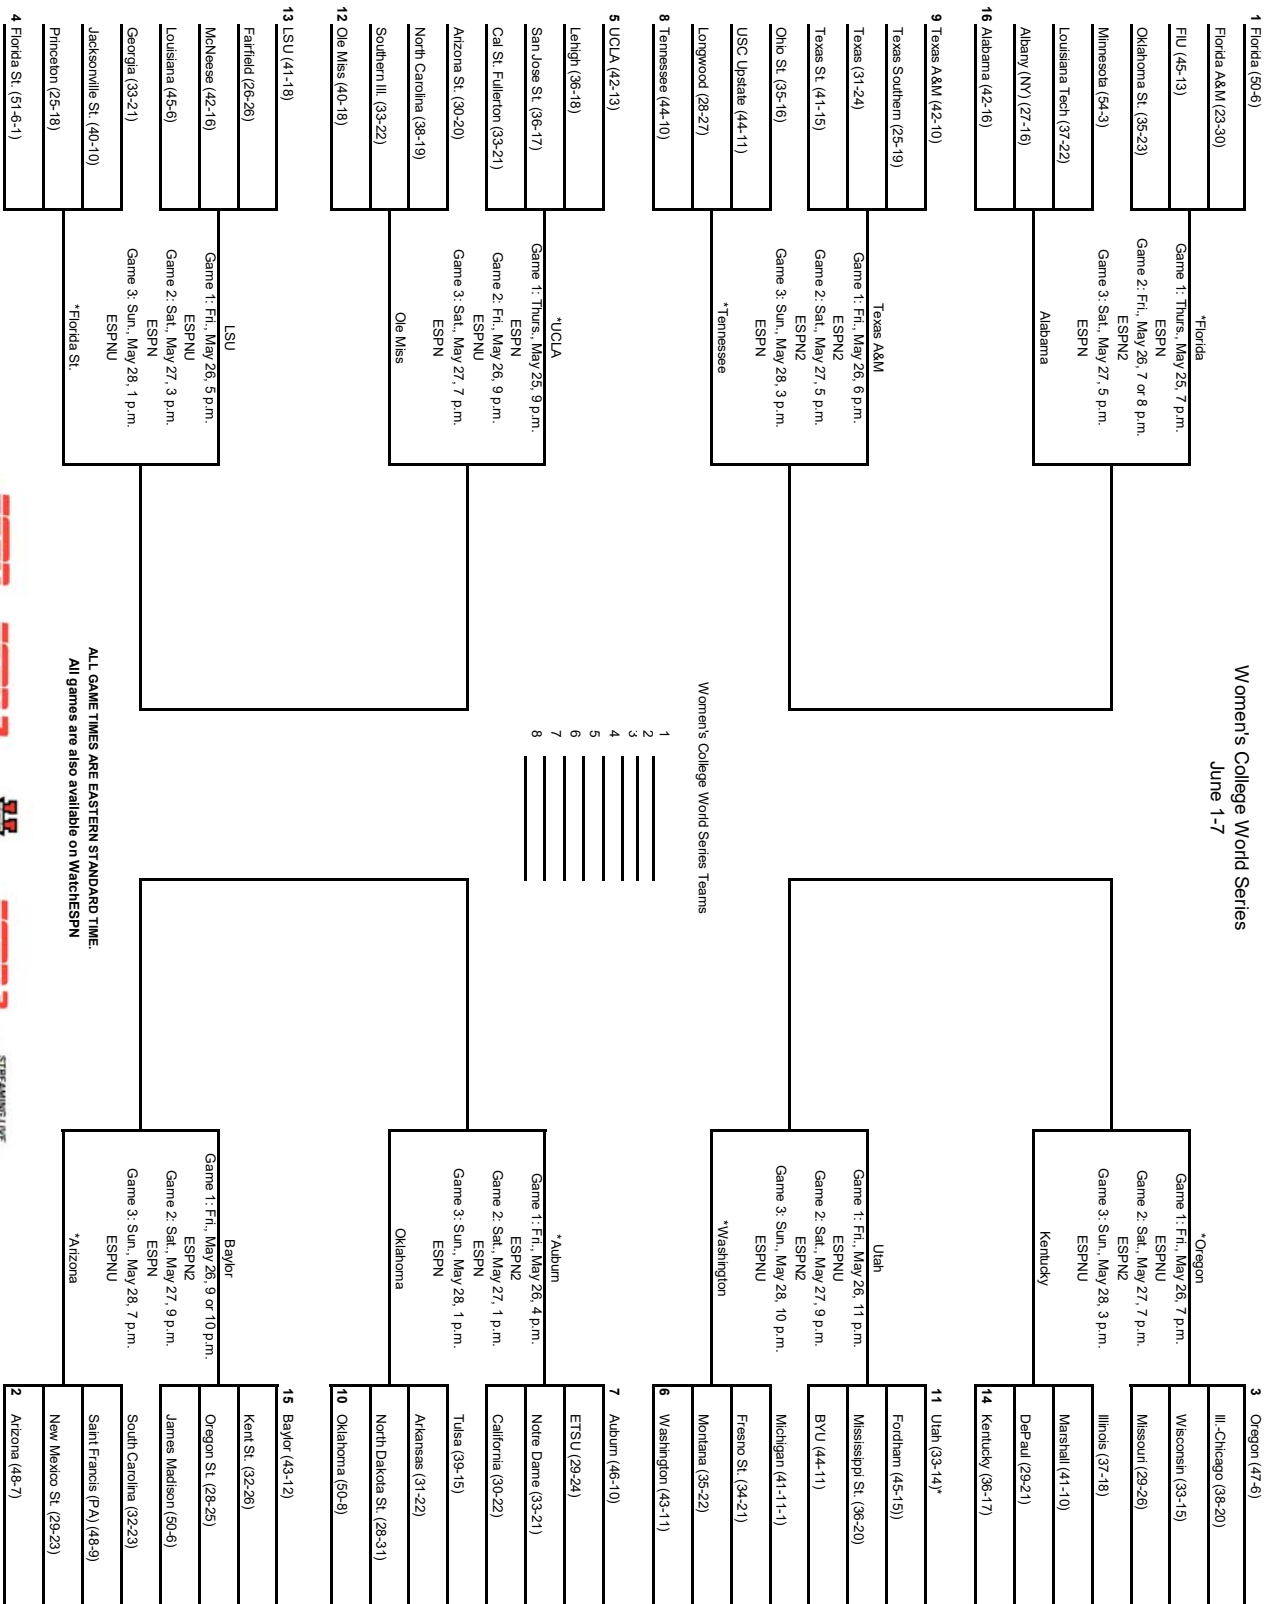 Women's College World Series
June 1-7
1 Florida (50-6)
Florida A&M (23-30)
FIU (45-13)
Oklahoma St. (35-23)
Minnesota (54-3)
Louisiana Tech (37-22)
Albany (NY) (27-16)
16 Alabama (42-16)
*Florida
Game 1: Thurs., May 25, 7 p.m.
ESPN
Game 2: Fri., May 26, 7 or 8 p.m.
ESPN2
Game 3: Sat., May 27, 5 p.m.
ESPN
Alabama
9 Texas A&M (42-10)
Texas Southern (25-19)
Texas (31-24)
Texas St. (41-15)
Ohio St. (35-16)
USC Upstate (44-11)
Longwood (28-27)
8 Tennessee (44-10)
Texas A&M
Game 1: Fri., May 26, 6 p.m.
ESPN2
Game 2: Sat., May 27, 5 p.m.
ESPN2
Game 3: Sun., May 28, 3 p.m.
ESPN
*Tennessee
5 UCLA (42-13)
Lehigh (36-18)
San Jose St. (36-17)
Cal St. Fullerton (33-21)
Arizona St. (30-20)
North Carolina (38-19)
Southern Ill. (33-22)
12 Ole Miss (40-18)
*UCLA
Game 1: Thurs., May 25, 9 p.m.
ESPN
Game 2: Fri., May 26, 9 p.m.
ESPNU
Game 3: Sat., May 27, 7 p.m.
ESPN
Ole Miss
13 LSU (41-18)
Fairfield (26-26)
McNeese (42-16)
Louisiana (45-6)
Georgia (33-21)
Jacksonville St. (40-10)
Princeton (25-18)
4 Florida St. (51-6-1)
LSU
Game 1: Fri., May 26, 5 p.m.
ESPNU
Game 2: Sat., May 27, 3 p.m.
ESPN
Game 3: Sun., May 28, 1 p.m.
ESPNU
*Florida St.
Women's College World Series Teams
1
2
3
4
5
6
7
8
ALL GAME TIMES ARE EASTERN STANDARD TIME.
All games are also available on WatchESPN
3 Oregon (47-6)
Ill.-Chicago (38-20)
Wisconsin (33-15)
Missouri (29-26)
Illinois (37-18)
Marshall (41-10)
DePaul (29-21)
14 Kentucky (36-17)
*Oregon
Game 1: Fri., May 26, 7 p.m.
ESPNU
Game 2: Sat., May 27, 7 p.m.
ESPN2
Game 3: Sun., May 28, 3 p.m.
ESPNU
Kentucky
11 Utah (33-14)*
Fordham (45-15))
Mississippi St. (36-20)
BYU (44-11)
Michigan (41-11-1)
Fresno St. (34-21)
Montana (35-22)
6 Washington (43-11)
Utah
Game 1: Fri., May 26, 11 p.m.
ESPNU
Game 2: Sat., May 27, 9 p.m.
ESPN2
Game 3: Sun., May 28, 10 p.m.
ESPNU
*Washington
7 Auburn (46-10)
ETSU (29-24)
Notre Dame (33-21)
California (30-22)
Tulsa (39-15)
Arkansas (31-22)
North Dakota St. (28-31)
10 Oklahoma (50-8)
*Auburn
Game 1: Fri., May 26, 4 p.m.
ESPN2
Game 2: Sat., May 27, 1 p.m.
ESPN
Game 3: Sun., May 28, 1 p.m.
ESPN
Oklahoma
15 Baylor (43-12)
Kent St. (32-26)
Oregon St. (28-25)
James Madison (50-6)
South Carolina (32-23)
Saint Francis (PA) (48-9)
New Mexico St. (29-23)
2 Arizona (48-7)
Baylor
Game 1: Fri., May 26, 9 or 10 p.m.
ESPN2
Game 2: Sat., May 27, 9 p.m.
ESPN
Game 3: Sun., May 28, 7 p.m.
ESPNU
*Arizona
STREAMING LIVE